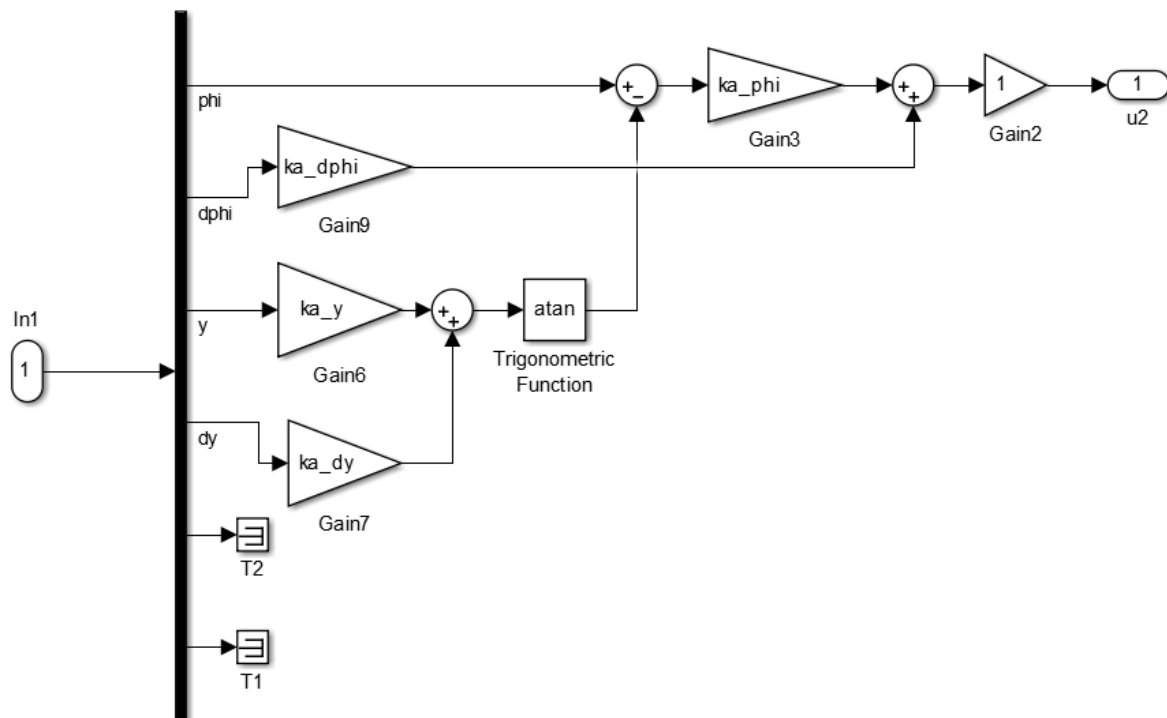 phi
+
−
ka_phi
Gain3
+
+
1
Gain2
1
u2
dphi
ka_dphi
Gain9
In1
1
y
ka_y
Gain6
+
+
atan
Trigonometric
Function
dy
ka_dy
Gain7
T2
T1